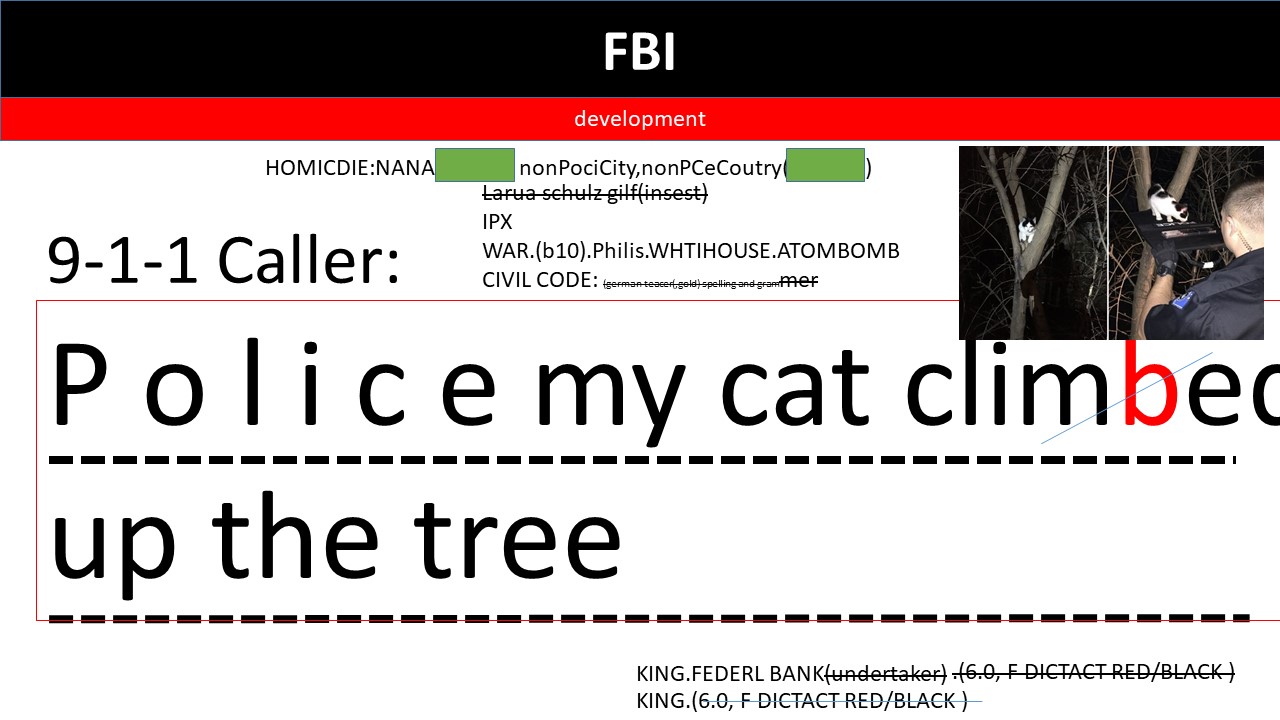 FBI
development
HOMICDIE:NANA nonPociCity,nonPCeCoutry( )
Larua schulz gilf(insest)
IPX
WAR.(b10).Philis.WHTIHOUSE.ATOMBOMB
CIVIL CODE: (german teacer(,gold) spelling and grammer
9-1-1 Caller:
P o l i c e my cat climbed
up the tree
KING.FEDERL BANK(undertaker) .(6.0, F DICTACT RED/BLACK )
KING.(6.0, F DICTACT RED/BLACK )